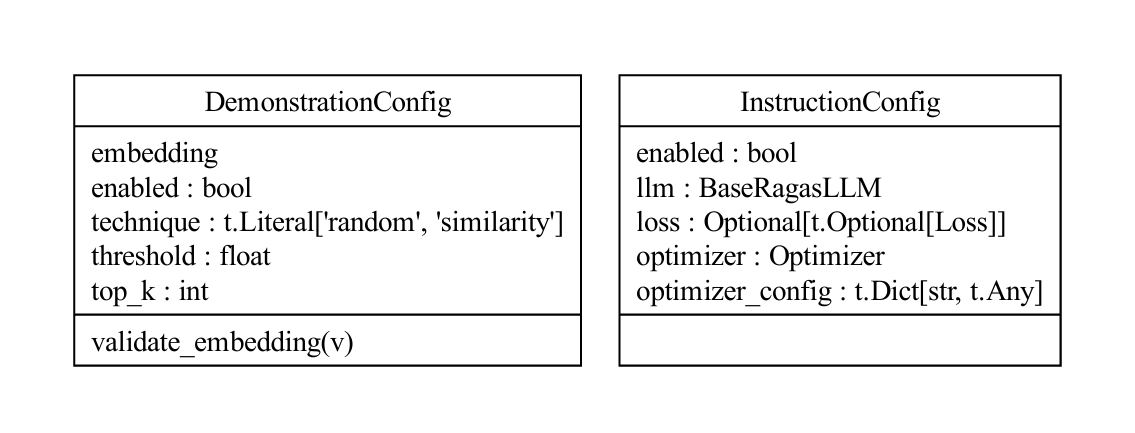 DemonstrationConfig
embedding
enabled : bool
technique : t.Literal['random', 'similarity']
threshold : float
top_k : int
validate_embedding(v)
InstructionConfig
enabled : bool
llm : BaseRagasLLM
loss : Optional[t.Optional[Loss]]
optimizer : Optimizer
optimizer_config : t.Dict[str, t.Any]